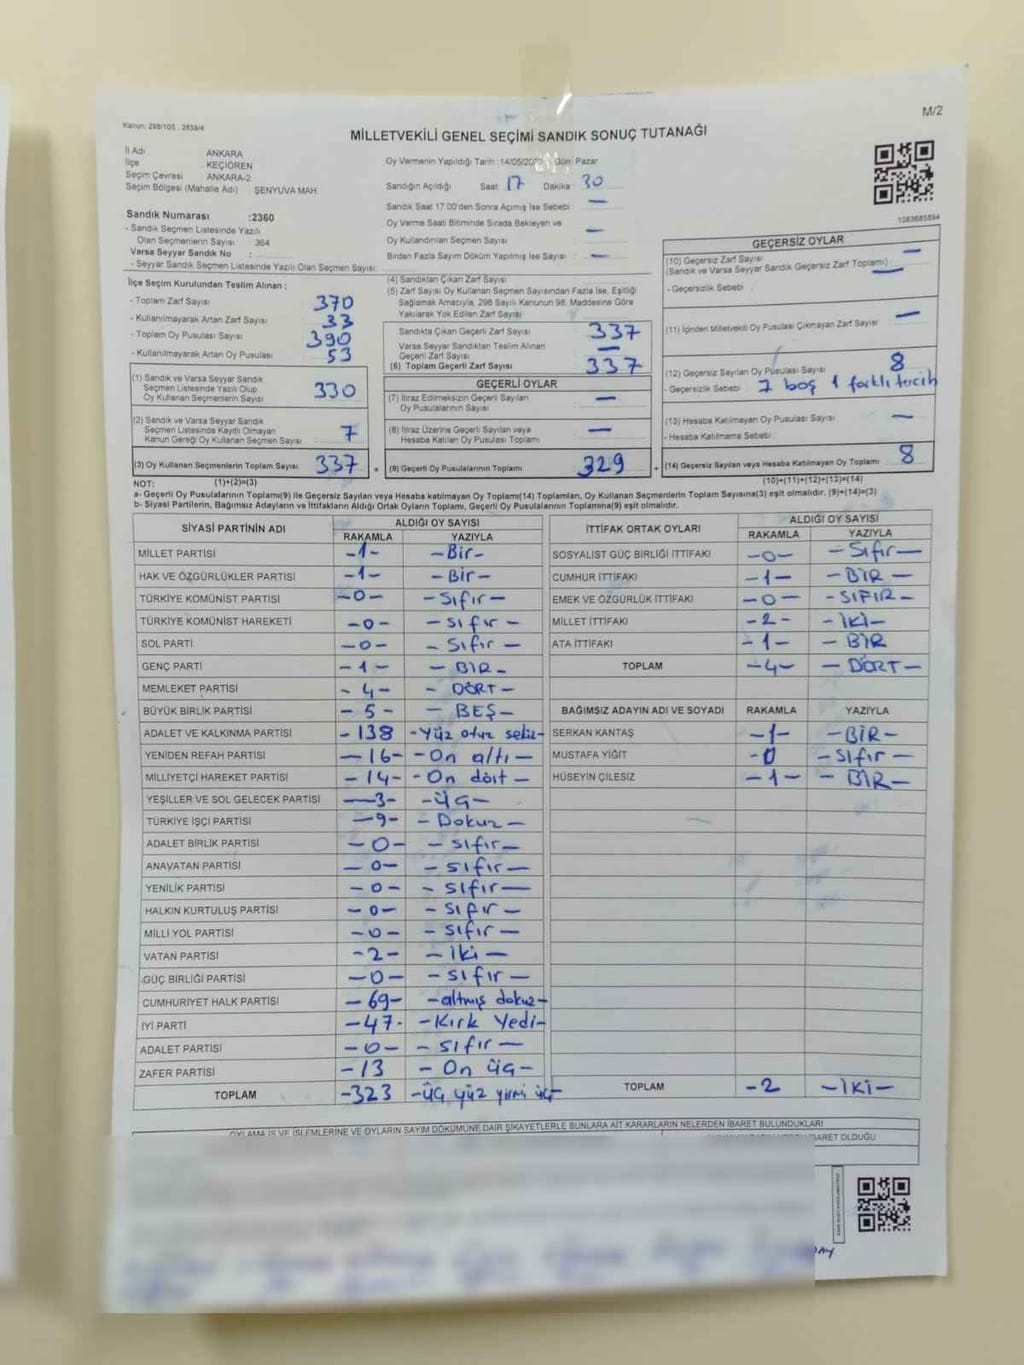 Kanun: 298/105 , 2839/4
M/2
MİLLETVEKİLİ GENEL SEÇİMİ SANDIK SONUÇ TUTANAĞI
İl Adı ANKARA
İlçe KEÇİÖREN
Seçim Çevresi ANKARA-2
Seçim Bölgesi (Mahalle Adı) ŞENYUVA MAH.
Oy Vermenin Yapıldığı Tarih :14/05/20 Gün: Pazar
Sandığın Açıldığı Saat: 17 Dakika: 30
Sandık Saat 17:00'den Sonra Açılmış İse Sebebi : —
Oy Verme Saati Bitiminde Sırada Bekleyen ve
Oy Kullandırılan Seçmen Sayısı —
Birden Fazla Sayım Döküm Yapılmış İse Sayısı —
1083685894
Sandık Numarası :2360
- Sandık Seçmen Listesinde Yazılı
Olan Seçmenlerin Sayısı : 364
Varsa Seyyar Sandık No :
- Seyyar Sandık Seçmen Listesinde Yazılı Olan Seçmen Sayısı:
İlçe Seçim Kurulundan Teslim Alınan ;
- Toplam Zarf Sayısı 370
- Kullanılmayarak Artan Zarf Sayısı 33
- Toplam Oy Pusulası Sayısı 390
- Kullanılmayarak Artan Oy Pusulası 53
(1) Sandık ve Varsa Seyyar Sandık
Seçmen Listesinde Yazılı Olup
Oy Kullanan Seçmenlerin Sayısı 330
(2) Sandık ve Varsa Seyyar Sandık
Seçmen Listesinde Kayıtlı Olmayan
Kanun Gereği Oy Kullanan Seçmen Sayısı 7
(3) Oy Kullanan Seçmenlerin Toplam Sayısı 337 =
(4) Sandıktan Çıkan Zarf Sayısı
(5) Zarf Sayısı Oy Kullanan Seçmen Sayısından Fazla İse, Eşitliği
Sağlamak Amacıyla, 298 Sayılı Kanunun 98. Maddesine Göre
Yakılarak Yok Edilen Zarf Sayısı
Sandıkta Çıkan Geçerli Zarf Sayısı 337
Varsa Seyyar Sandıktan Teslim Alınan
Geçerli Zarf Sayısı —
(6) Toplam Geçerli Zarf Sayısı 337
GEÇERLİ OYLAR
(7) İtiraz Edilmeksizin Geçerli Sayılan
Oy Pusulalarının Sayısı —
(8) İtiraz Üzerine Geçerli Sayılan veya
Hesaba Katılan Oy Pusulası Toplamı —
(9) Geçerli Oy Pusulalarının Toplamı 329 +
GEÇERSİZ OYLAR
(10) Geçersiz Zarf Sayısı —
(Sandık ve Varsa Seyyar Sandık Geçersiz Zarf Toplamı) —
- Geçersizlik Sebebi :
(11) İçinden Milletvekili Oy Pusulası Çıkmayan Zarf Sayısı —
(12) Geçersiz Sayılan Oy Pusulası Sayısı 8
- Geçersizlik Sebebi : 7 boş 1 farklı tercih
(13) Hesaba Katılmayan Oy Pusulası Sayısı —
- Hesaba Katılmama Sebebi :
(14) Geçersiz Sayılan veya Hesaba Katılmayan Oy Toplamı 8
NOT: (1)+(2)=(3) (10)+(11)+(12)+(13)=(14)
a- Geçerli Oy Pusulalarının Toplamı(9) ile Geçersiz Sayılan veya Hesaba katılmayan Oy Toplamı(14) Toplamları, Oy Kullanan Seçmenlerin Toplam Sayısına(3) eşit olmalıdır. (9)+(14)=(3)
b- Siyasi Partilerin, Bağımsız Adayların ve İttifakların Aldığı Ortak Oyların Toplamı, Geçerli Oy Pusulalarının Toplamına(9) eşit olmalıdır.
SİYASİ PARTİNİN ADI ALDIĞI OY SAYISI
RAKAMLA YAZIYLA
MİLLET PARTİSİ -1- -Bir-
HAK VE ÖZGÜRLÜKLER PARTİSİ -1- -Bir-
TÜRKİYE KOMÜNİST PARTİSİ -0- -Sıfır-
TÜRKİYE KOMÜNİST HAREKETİ -0- -sıfır-
SOL PARTİ -0- -Sıfır-
GENÇ PARTİ -1- -BİR-
MEMLEKET PARTİSİ -4- -DÖRT-
BÜYÜK BİRLİK PARTİSİ -5- -BEŞ-
ADALET VE KALKINMA PARTİSİ -138 -Yüz otuz sekiz-
YENİDEN REFAH PARTİSİ -16- -On altı-
MİLLİYETÇİ HAREKET PARTİSİ -14- -On dört-
YEŞİLLER VE SOL GELECEK PARTİSİ -3- -üç-
TÜRKİYE İŞÇİ PARTİSİ -9- -Dokuz-
ADALET BİRLİK PARTİSİ -0- -sıfır-
ANAVATAN PARTİSİ -0- -sıfır-
YENİLİK PARTİSİ -0- -sıfır-
HALKIN KURTULUŞ PARTİSİ -0- -sıfır-
MİLLİ YOL PARTİSİ -0- -sıfır-
VATAN PARTİSİ -2- -iki-
GÜÇ BİRLİĞİ PARTİSİ -0- -sıfır-
CUMHURİYET HALK PARTİSİ -69- -altmış dokuz-
İYİ PARTİ -47- -Kırk Yedi-
ADALET PARTİSİ -0- -sıfır-
ZAFER PARTİSİ -13 -On üç-
TOPLAM -323 -üç yüz yirmi üç-
İTTİFAK ORTAK OYLARI ALDIĞI OY SAYISI
RAKAMLA YAZIYLA
SOSYALİST GÜÇ BİRLİĞİ İTTİFAKI -0- -Sıfır-
CUMHUR İTTİFAKI -1- -BİR-
EMEK VE ÖZGÜRLÜK İTTİFAKI -0- -SIFIR-
MİLLET İTTİFAKI -2- -İKİ-
ATA İTTİFAKI -1- -BİR
TOPLAM -4- -DÖRT-
BAĞIMSIZ ADAYIN ADI VE SOYADI RAKAMLA YAZIYLA
SERKAN KANTAŞ -1- -BİR-
MUSTAFA YİĞİT -0 -sıfır-
HÜSEYİN ÇİLESİZ -1- -BİR-
TOPLAM -2 -İKİ-
OYLAMA İŞ VE İŞLEMLERİNE VE OYLARIN SAYIM DÖKÜMÜNE DAİR ŞİKAYETLERLE BUNLARA AİT KARARLARIN NELERDEN İBARET BULUNDUKLARI
BARET OLDUĞU